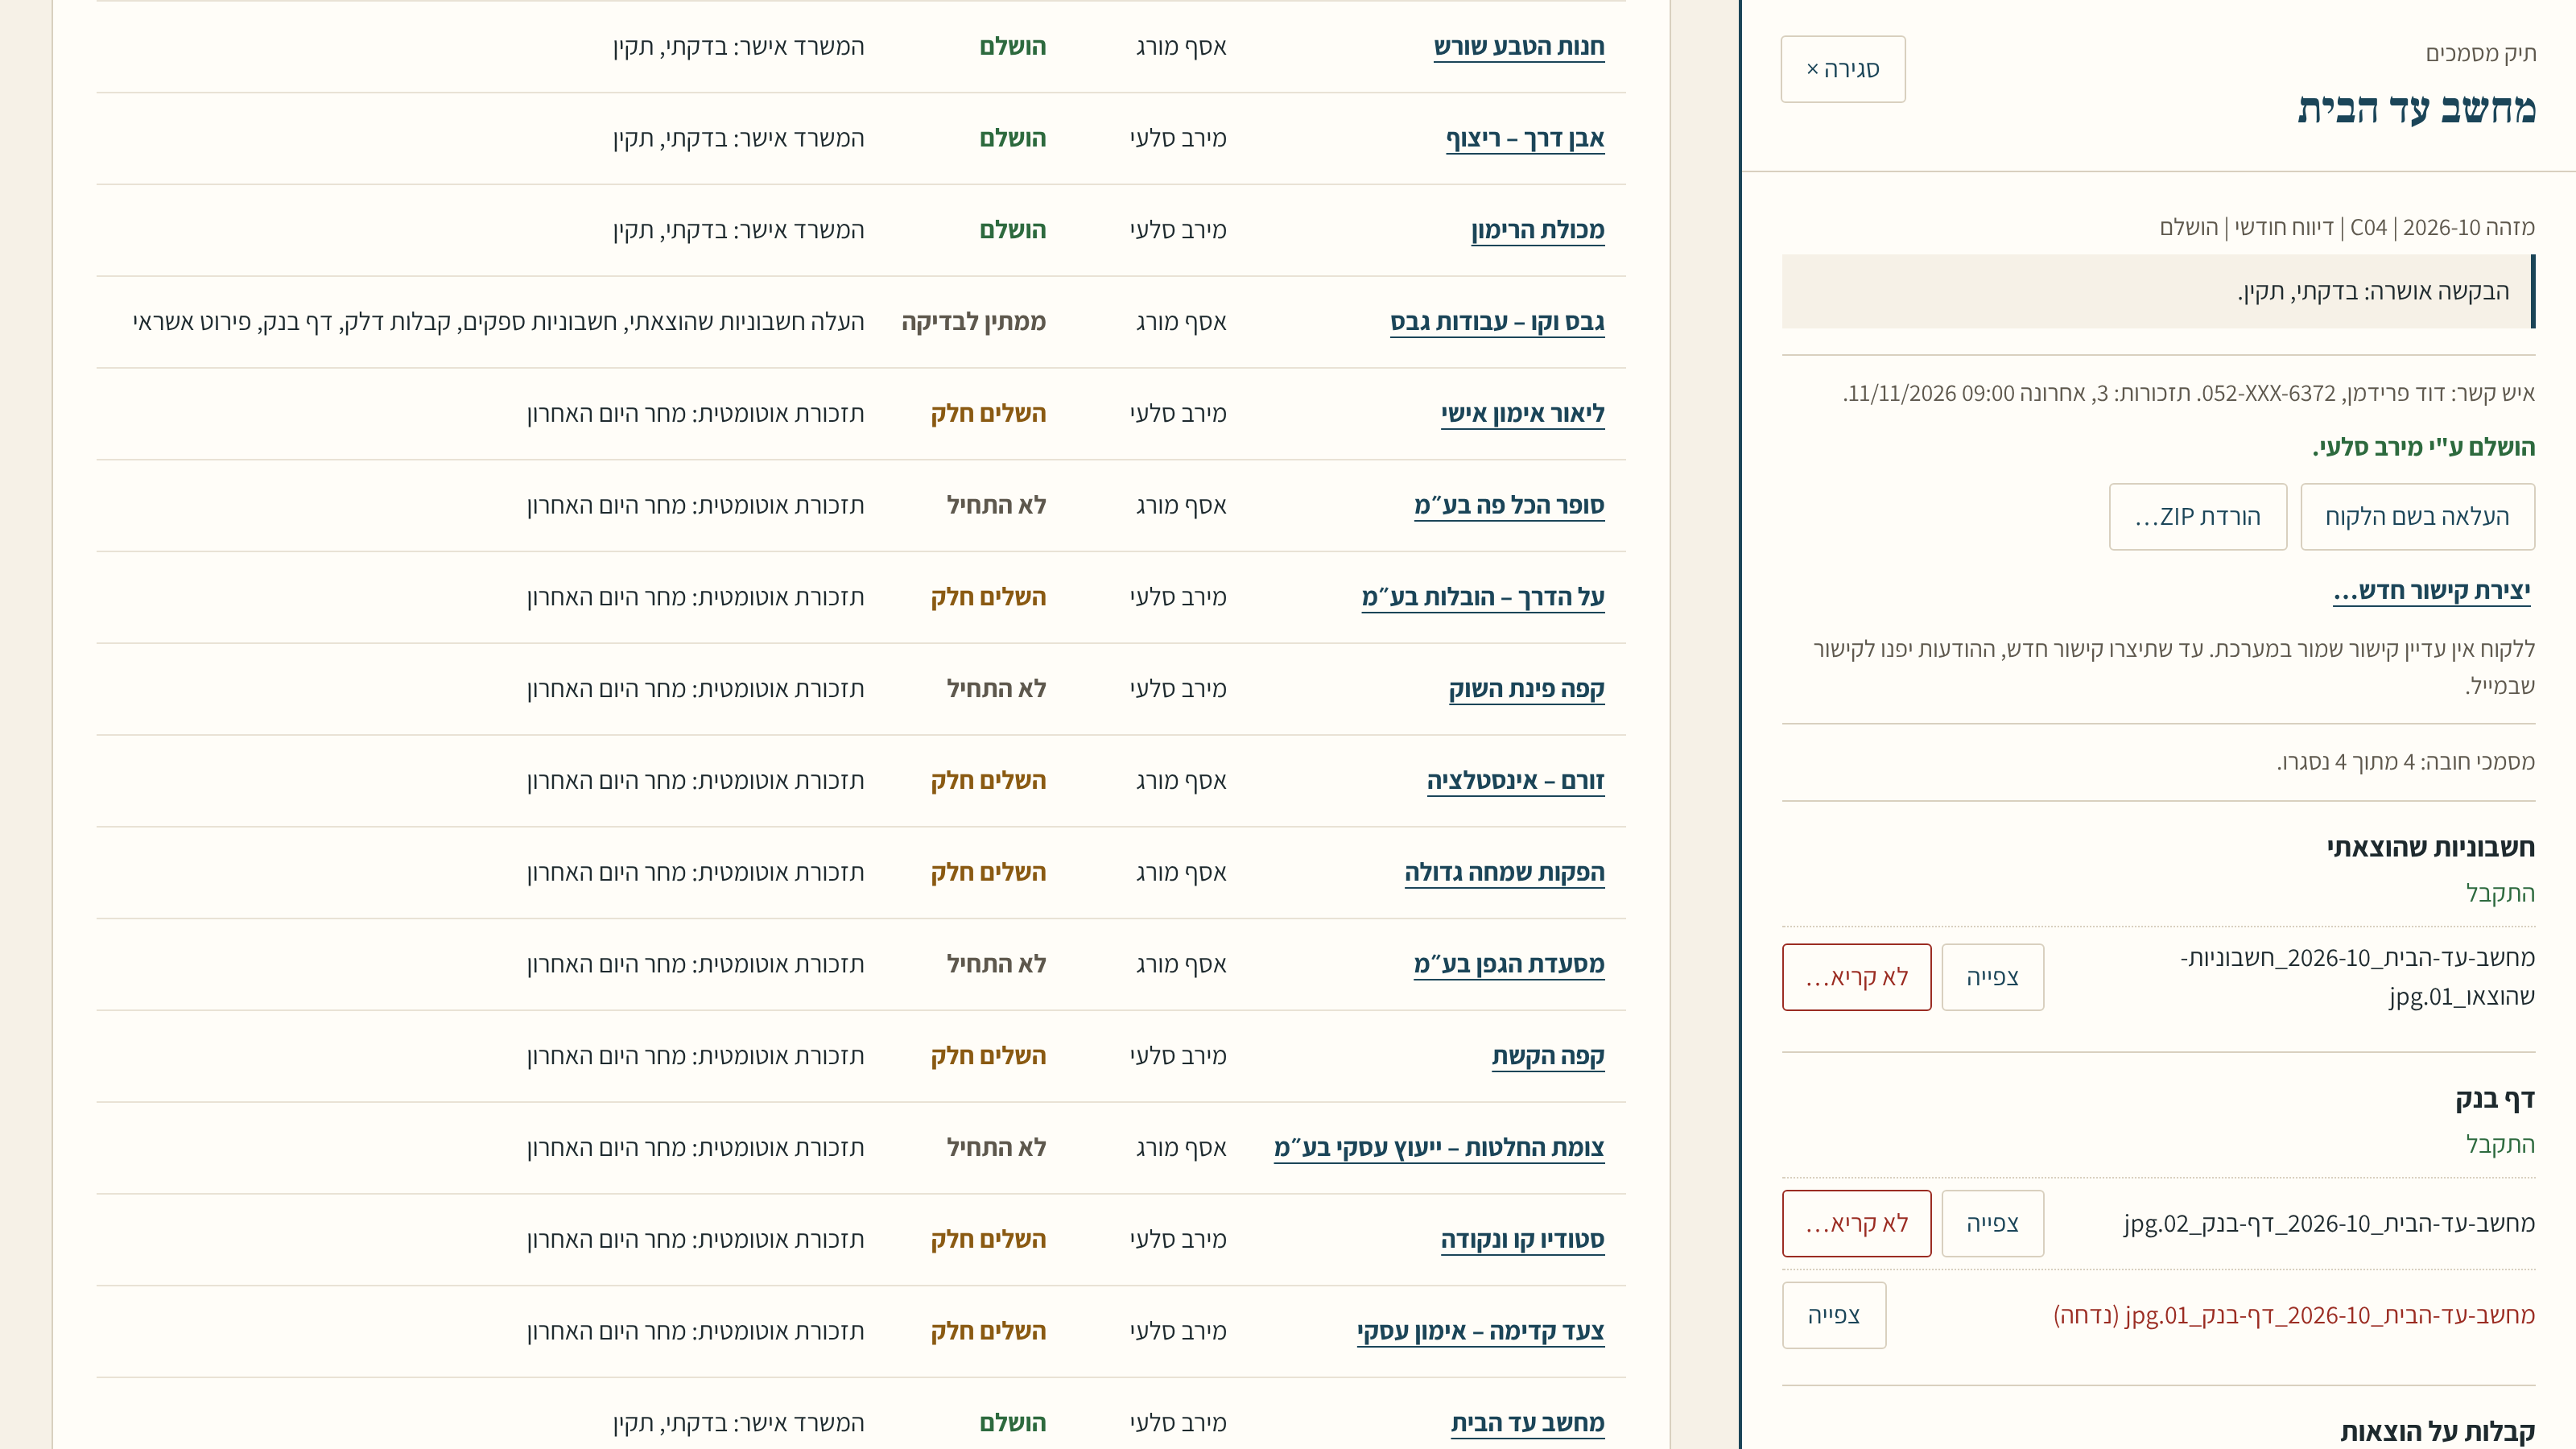 תיק מסמכים
מחשב עד הבית
סגירה ×
מזהה C04 | 2026-10 | דיווח חודשי | הושלם
הבקשה אושרה: בדקתי, תקין.
איש קשר: דוד פרידמן, 052-XXX-6372. תזכורות: 3, אחרונה 11/11/2026 09:00.
הושלם ע"י מירב סלעי.
העלאה בשם הלקוח
הורדת ZIP…
יצירת קישור חדש…
ללקוח אין עדיין קישור שמור במערכת. עד שתיצרו קישור חדש, ההודעות יפנו לקישור
שבמייל.
מסמכי חובה: 4 מתוך 4 נסגרו.
חשבוניות שהוצאתי
התקבל
מחשב-עד-הבית_2026-10_חשבוניות-
שהוצאו_01.jpg
צפייה
לא קריא…
דף בנק
התקבל
מחשב-עד-הבית_2026-10_דף-בנק_02.jpg
צפייה
לא קריא…
מחשב-עד-הבית_2026-10_דף-בנק_01.jpg (נדחה)
צפייה
קבלות על הוצאות
חנות הטבע שורש אסף מורג הושלם המשרד אישר: בדקתי, תקין
אבן דרך – ריצוף מירב סלעי הושלם המשרד אישר: בדקתי, תקין
מכולת הרימון מירב סלעי הושלם המשרד אישר: בדקתי, תקין
גבס וקו – עבודות גבס אסף מורג ממתין לבדיקה העלה חשבוניות שהוצאתי, חשבוניות ספקים, קבלות דלק, דף בנק, פירוט אשראי
ליאור אימון אישי מירב סלעי השלים חלק תזכורת אוטומטית: מחר היום האחרון
סופר הכל פה בע״מ אסף מורג לא התחיל תזכורת אוטומטית: מחר היום האחרון
על הדרך – הובלות בע״מ מירב סלעי השלים חלק תזכורת אוטומטית: מחר היום האחרון
קפה פינת השוק מירב סלעי לא התחיל תזכורת אוטומטית: מחר היום האחרון
זורם – אינסטלציה אסף מורג השלים חלק תזכורת אוטומטית: מחר היום האחרון
הפקות שמחה גדולה אסף מורג השלים חלק תזכורת אוטומטית: מחר היום האחרון
מסעדת הגפן בע״מ אסף מורג לא התחיל תזכורת אוטומטית: מחר היום האחרון
קפה הקשת מירב סלעי השלים חלק תזכורת אוטומטית: מחר היום האחרון
צומת החלטות – ייעוץ עסקי בע״מ אסף מורג לא התחיל תזכורת אוטומטית: מחר היום האחרון
סטודיו קו ונקודה מירב סלעי השלים חלק תזכורת אוטומטית: מחר היום האחרון
צעד קדימה – אימון עסקי מירב סלעי השלים חלק תזכורת אוטומטית: מחר היום האחרון
מחשב עד הבית מירב סלעי הושלם המשרד אישר: בדקתי, תקין